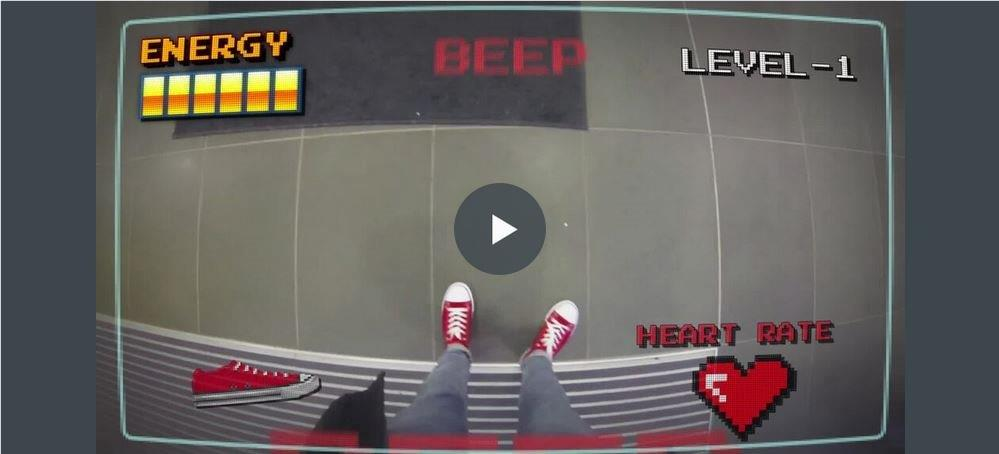 ENERGY
BEEP
LEVEL-1
HEART RATE